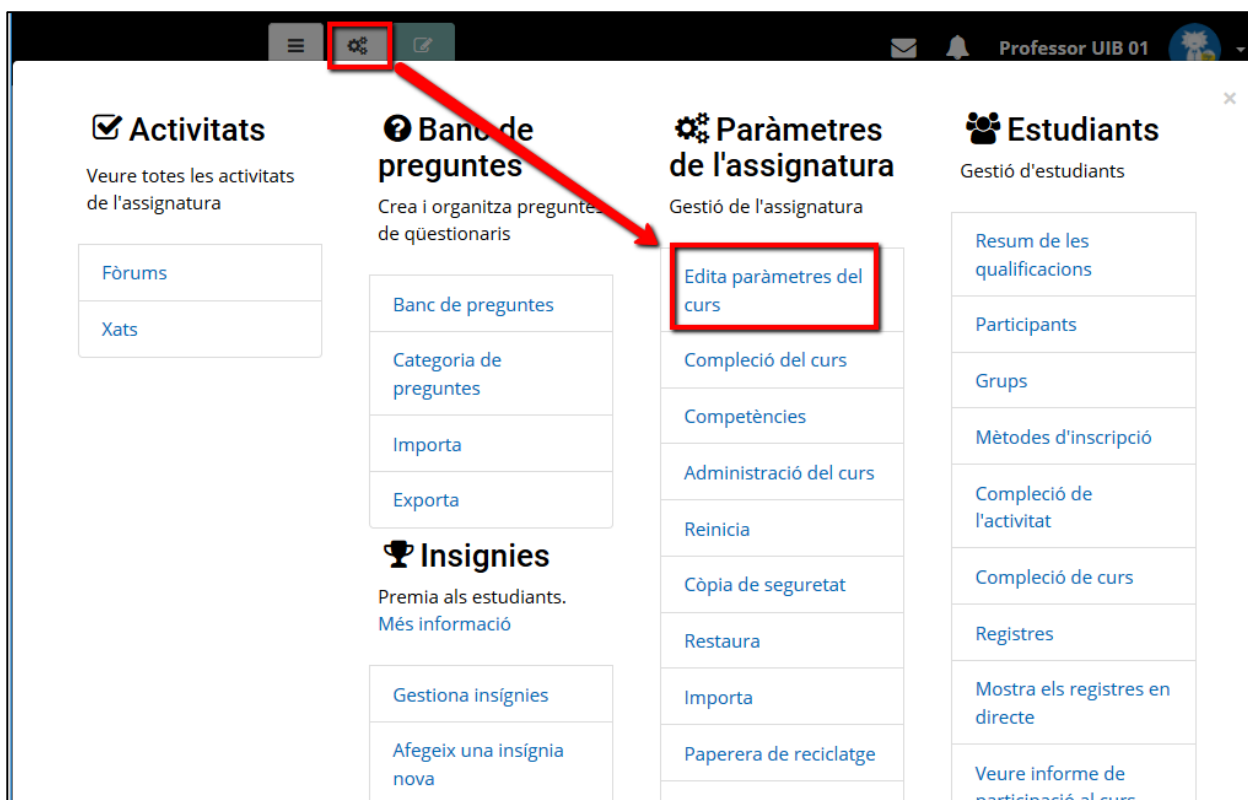 Professor UIB 01
Activitats
Veure totes les activitats
de l'assignatura
Fòrums
Xats
Banc de
preguntes
Crea i organitza preguntes
de qüestionaris
Banc de preguntes
Categoria de
preguntes
Importa
Exporta
Insignies
Premia als estudiants.
Més informació
Gestiona insígnies
Afegeix una insígnia
nova
Paràmetres
de l'assignatura
Gestió de l'assignatura
Edita paràmetres del
curs
Compleció del curs
Competències
Administració del curs
Reinicia
Còpia de seguretat
Restaura
Importa
Paperera de reciclatge
Estudiants
Gestió d'estudiants
Resum de les
qualificacions
Participants
Grups
Mètodes d'inscripció
Compleció de
l'activitat
Compleció de curs
Registres
Mostra els registres en
directe
Veure informe de
participació al curs